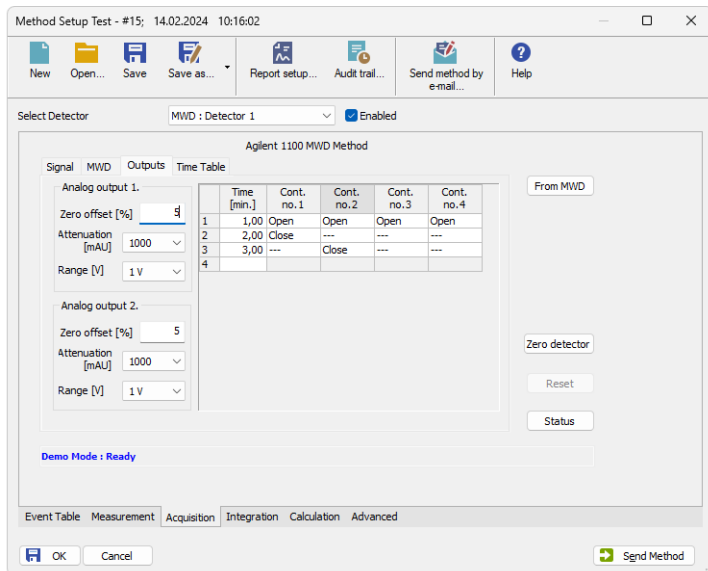 Method Setup Test - #15; 14.02.2024 10:16:02
New Open... Save Save as... Report setup... Audit trail... Send method by e-mail... Help
Select Detector MWD : Detector 1 Enabled
Agilent 1100 MWD Method
Signal MWD Outputs Time Table
Analog output 1.
Zero offset [%] 5
Attenuation [mAU] 1000
Range [V] 1 V
Analog output 2.
Zero offset [%] 5
Attenuation [mAU] 1000
Range [V] 1 V
Time [min.] Cont. no.1 Cont. no.2 Cont. no.3 Cont. no.4
1 1,00 Open Open Open Open
2 2,00 Close --- --- ---
3 3,00 --- Close --- ---
4
From MWD
Zero detector
Reset
Status
Demo Mode : Ready
Event Table Measurement Acquisition Integration Calculation Advanced
OK Cancel Send Method